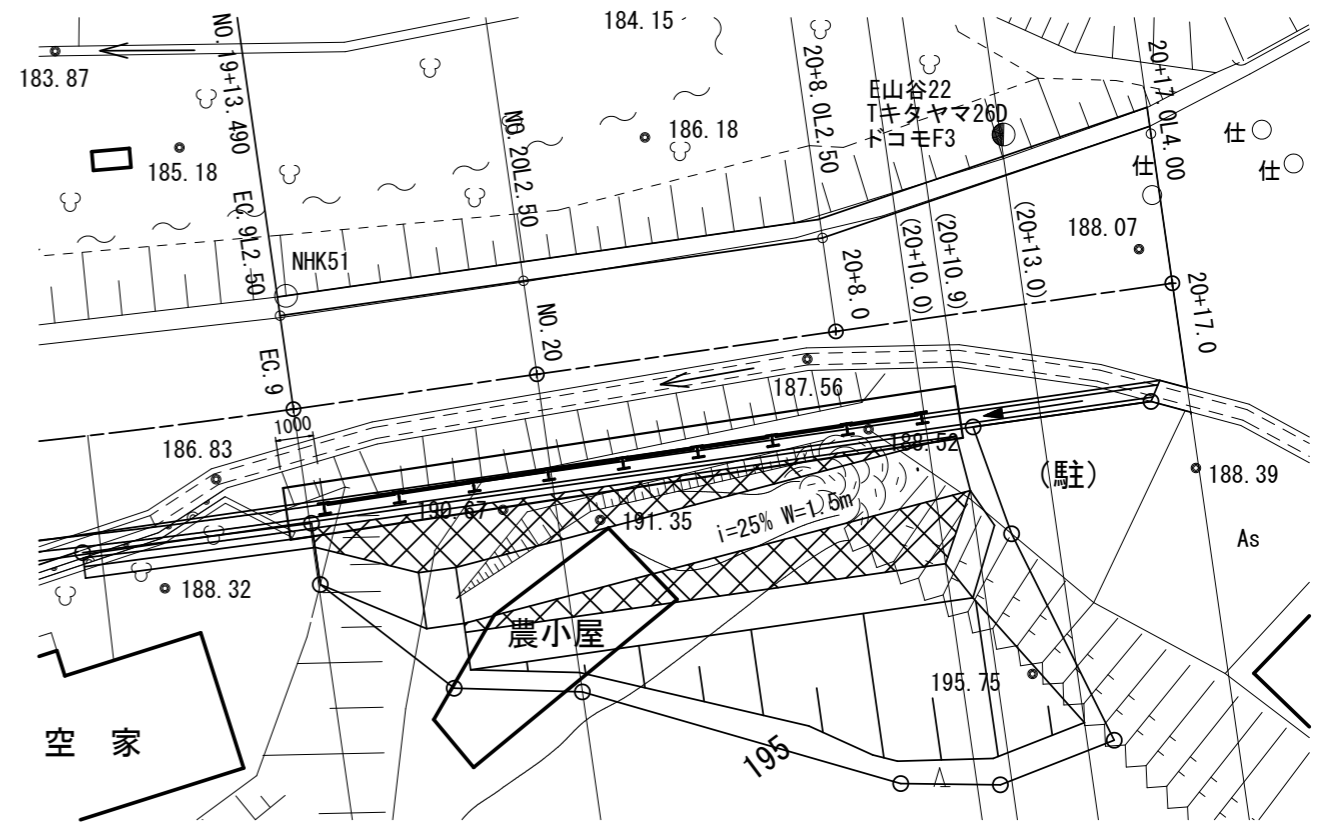 184.15
183.87
NO. 19+13.490
EC. 9L2.50
185.18
NO. 20L2.50
186.18
20+8.0L2.50
E山谷22
Tキタヤマ26D
ドコモF3
20+17.0L4.00
仕
仕
仕
188.07
NHK51
(20+10.0)
(20+10.9)
(20+13.0)
20+8.0
20+17.0
NO. 20
EC. 9
1000
187.56
186.83
188.52
(駐)
188.39
190.67
191.35
i=25% W=1.5m
As
188.32
農小屋
195.75
空 家
195